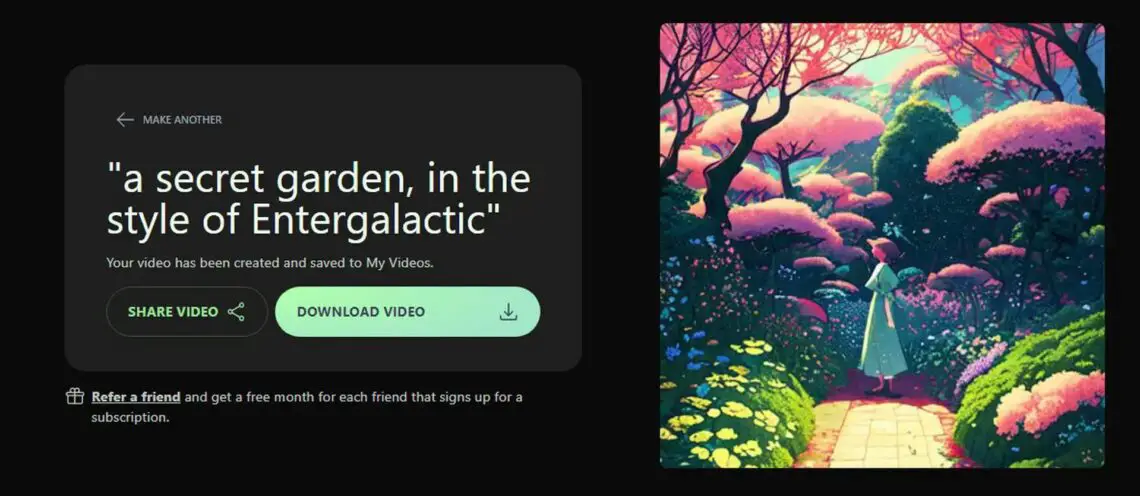 MAKE ANOTHER
"a secret garden, in the
style of Entergalactic"
Your video has been created and saved to My Videos.
SHARE VIDEO
DOWNLOAD VIDEO
Refer a friend and get a free month for each friend that signs up for a
subscription.